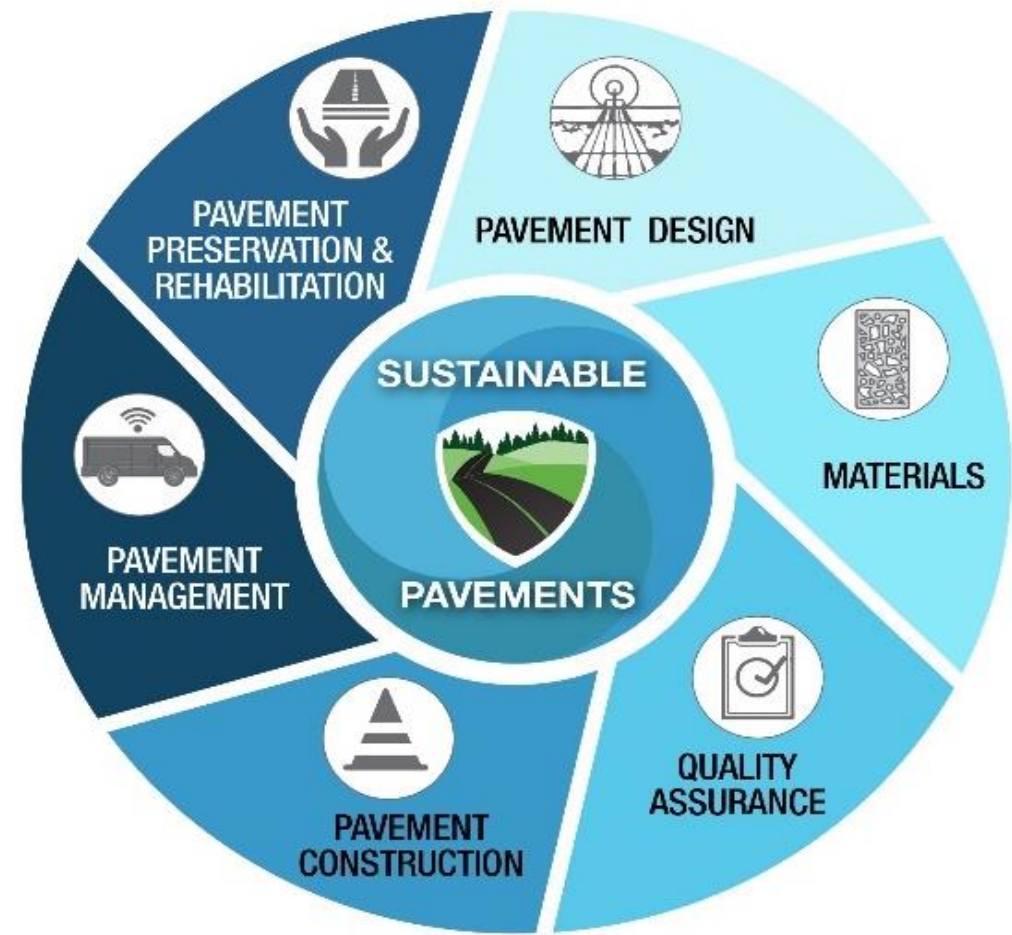 PAVEMENT
PRESERVATION &
REHABILITATION
PAVEMENT DESIGN
MATERIALS
QUALITY
ASSURANCE
PAVEMENT
CONSTRUCTION
PAVEMENT
MANAGEMENT
SUSTAINABLE
PAVEMENTS